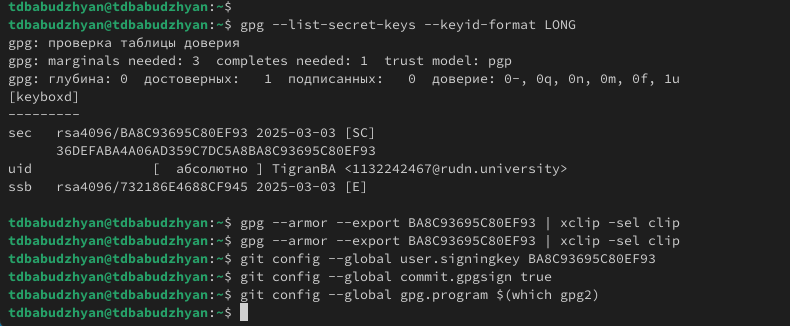 tdbabudzhyan@tdbabudzhyan:~$
tdbabudzhyan@tdbabudzhyan:~$ gpg --list-secret-keys --keyid-format LONG
gpg: проверка таблицы доверия
gpg: marginals needed: 3  completes needed: 1  trust model: pgp
gpg: глубина: 0  достоверных:   1  подписанных:   0  доверие: 0-, 0q, 0n, 0m, 0f, 1u
[keyboxd]
---------
sec   rsa4096/BA8C93695C80EF93 2025-03-03 [SC]
      36DEFABA4A06AD359C7DC5A8BA8C93695C80EF93
uid               [  абсолютно ] TigranBA <1132242467@rudn.university>
ssb   rsa4096/732186E4688CF945 2025-03-03 [E]
tdbabudzhyan@tdbabudzhyan:~$ gpg --armor --export BA8C93695C80EF93 | xclip -sel clip
tdbabudzhyan@tdbabudzhyan:~$ gpg --armor --export BA8C93695C80EF93 | xclip -sel clip
tdbabudzhyan@tdbabudzhyan:~$ git config --global user.signingkey BA8C93695C80EF93
tdbabudzhyan@tdbabudzhyan:~$ git config --global commit.gpgsign true
tdbabudzhyan@tdbabudzhyan:~$ git config --global gpg.program $(which gpg2)
tdbabudzhyan@tdbabudzhyan:~$